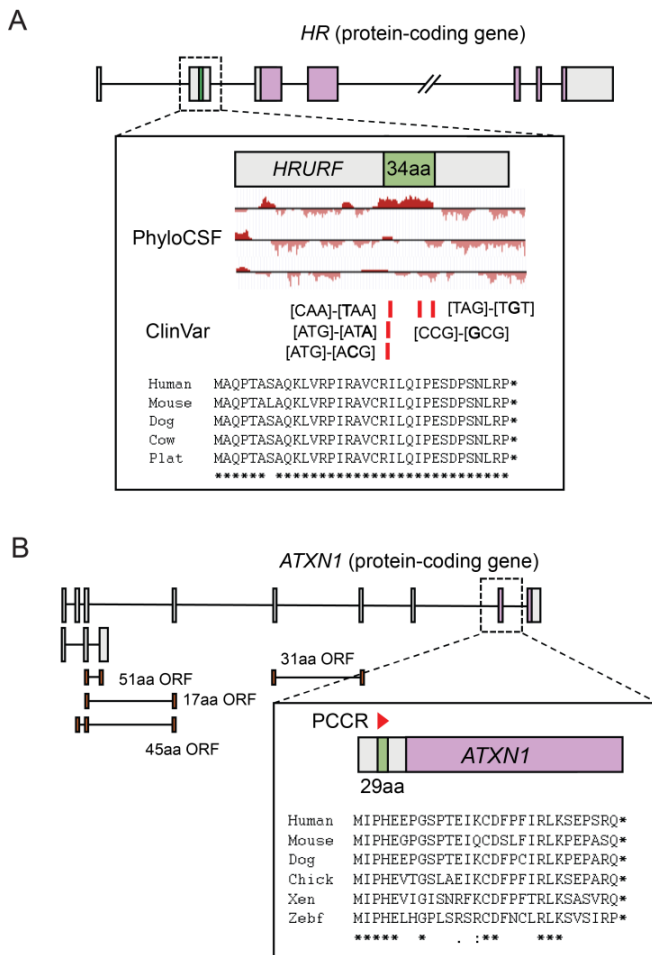 A
HR (protein-coding gene)
HRURF 34aa
PhyloCSF
ClinVar
[CAA]-[TAA] [TAG]-[TGT]
[ATG]-[ATA] [CCG]-[GCG]
[ATG]-[ACG]
Human MAQPTASAQKLVRPIRAVCRILQIPESDPSNLRP*
Mouse MAQPTALAQKLVRPIRAVCRILQIPESDPSNLRP*
Dog MAQPTASAQKLVRPIRAVCRILQIPESDPSNLRP*
Cow MAQPTASAQKLVRPIRAVCRILQIPESDPSNLRP*
Plat MAQPTASAQKLVRPIRAVCRILQIPESDPSNLRP*
****** ***************************
B
ATXN1 (protein-coding gene)
51aa ORF
31aa ORF
17aa ORF
45aa ORF
PCCR
ATXN1
29aa
Human MIPHEEPGSPTEIKCDFPFIRLKSEPSRQ*
Mouse MIPHEGPGSPTEIQCDSLFIRLKPEPASQ*
Dog MIPHEEPGSPTEIKCDFPCIRLKPEPARQ*
Chick MIPHEVTGSLAEIKCDFPFIRLKSEPARQ*
Xen MIPHEVIGISNRFKCDFPFTRLKSASVRQ*
Zebf MIPHELHGPLSRSRCDFNCLRLKSVSIRP*
***** * . :** ***